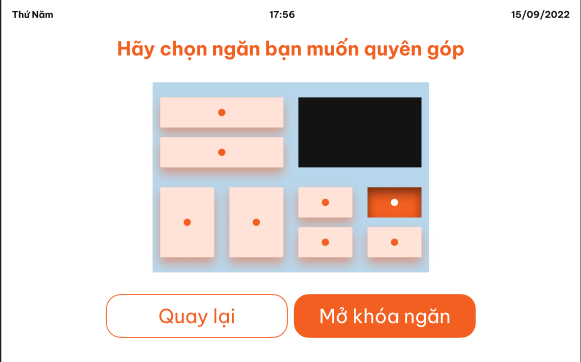 Thứ Năm 17:56 15/09/2022
Hãy chọn ngăn bạn muốn quyên góp
Quay lại Mở khóa ngăn